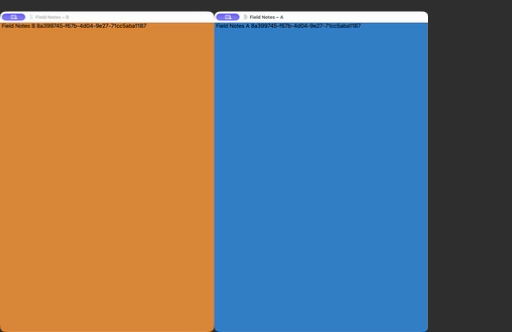 Field Notes – B
Field Notes B 8a399745-f67b-4d04-9e27-71cc5aba1187
Field Notes – A
Field Notes A 8a399745-f67b-4d04-9e27-71cc5aba1187